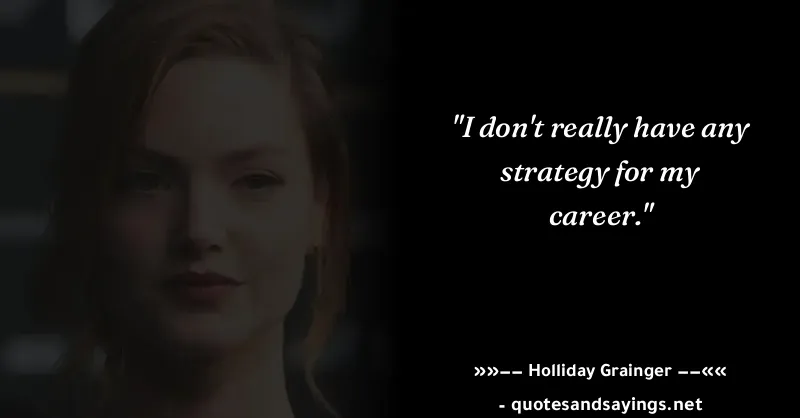 "I don't really have any
strategy for my
career."
»»–– Holliday Grainger ––««
- quotesandsayings.net